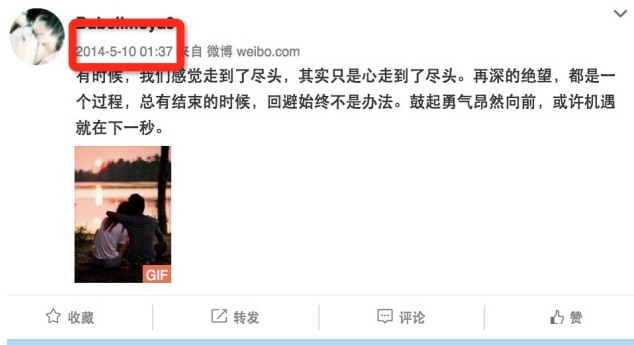 2014-5-10 01:37 来自 微博 weibo.com
有时候，我们感觉走到了尽头，其实只是心走到了尽头。再深的绝望，都是一
个过程，总有结束的时候，回避始终不是办法。鼓起勇气昂然向前，或许机遇
就在下一秒。
GIF
收藏 转发 评论 赞